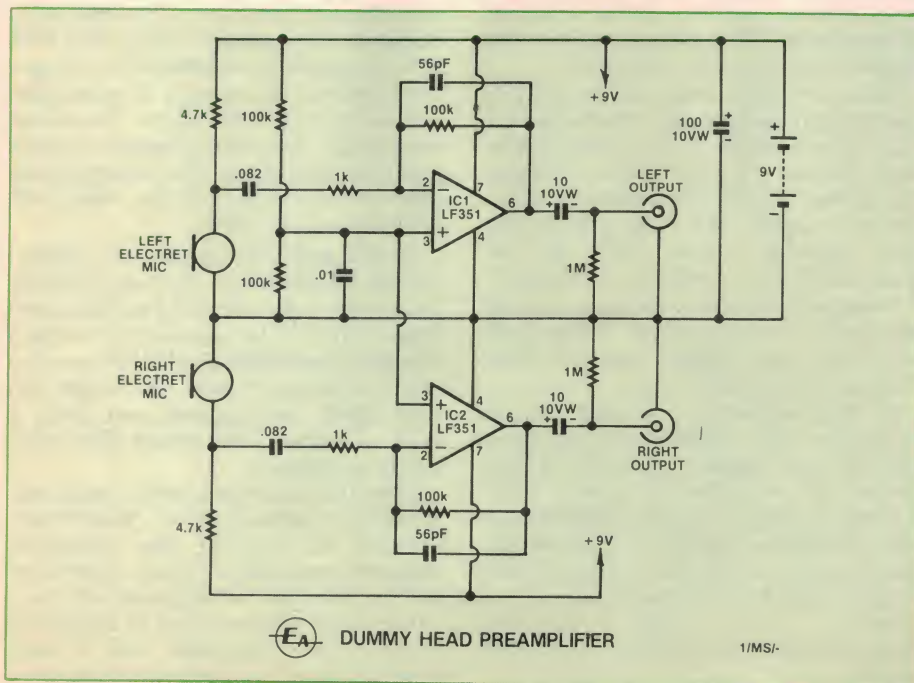 56pF
+9V
4.7k
100k
100k
100
10VW
+
-
+
9V
-
.082
1k
2
-
7
IC1
LF351
6
10
10VW
+
-
LEFT
OUTPUT
3
+
4
LEFT
ELECTRET
MIC
100k
.01
1M
RIGHT
ELECTRET
MIC
1M
3
+
4
IC2
LF351
6
10
10VW
+
-
.082
1k
2
-
7
RIGHT
OUTPUT
100k
56pF
4.7k
+9V
EA DUMMY HEAD PREAMPLIFIER
1/MS/-